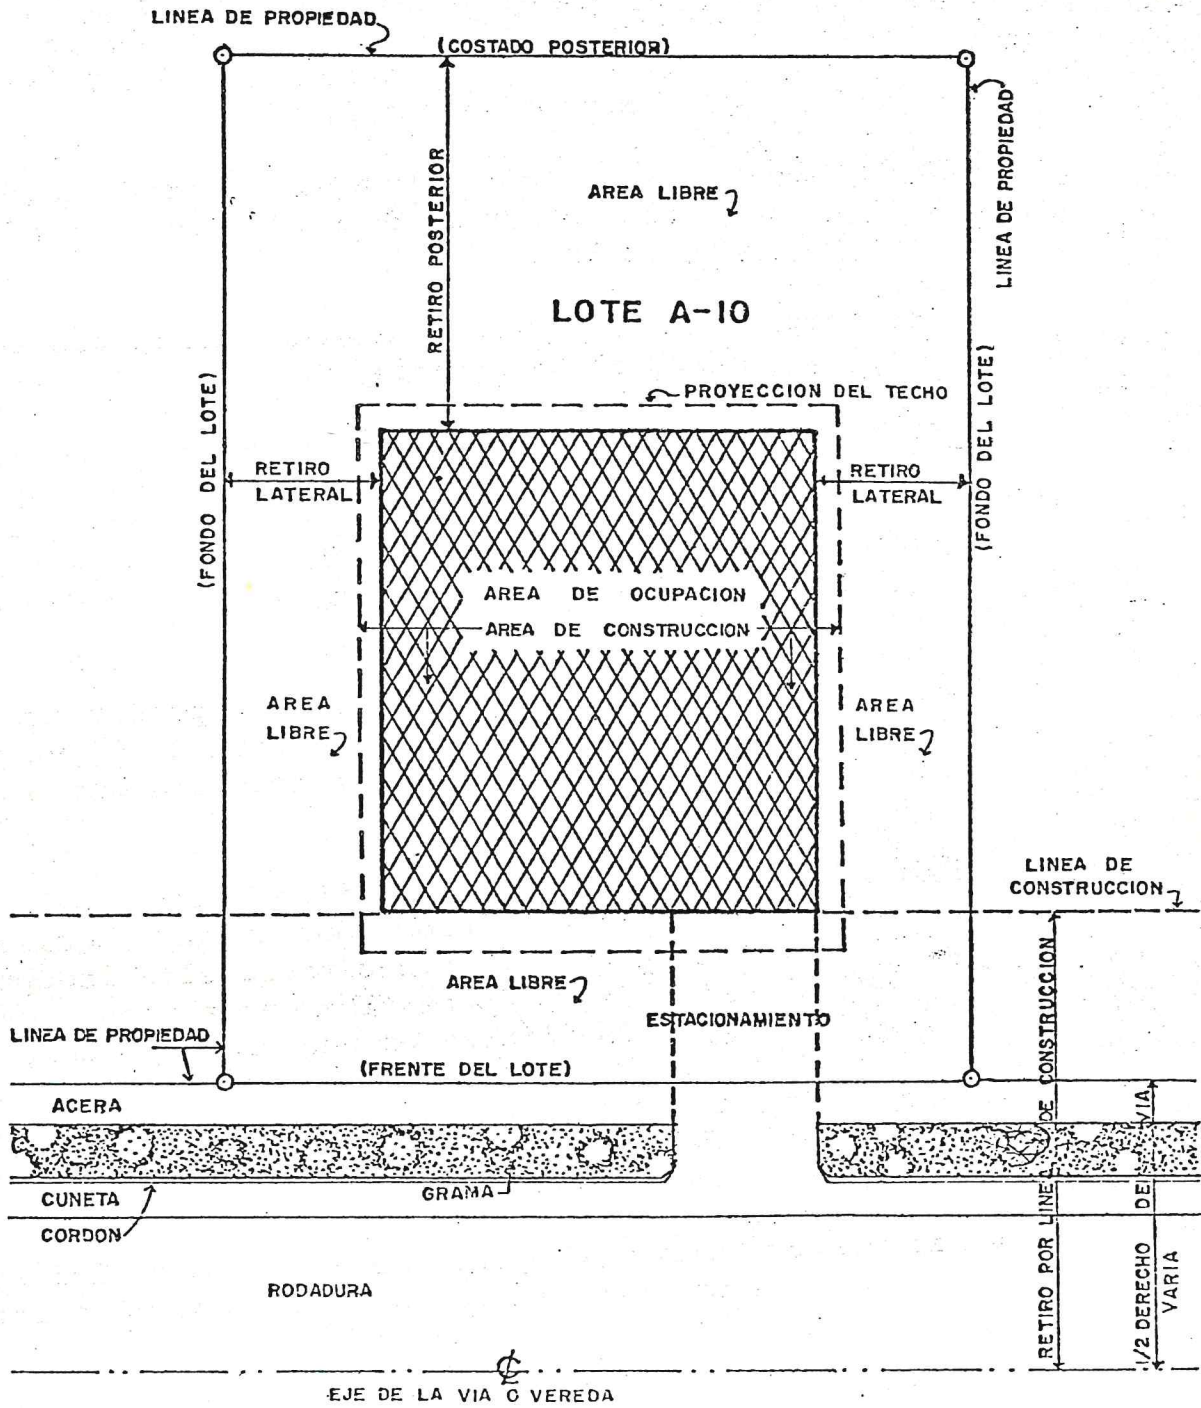 LINEA DE PROPIEDAD
(COSTADO POSTERIOR)
LINEA DE PROPIEDAD
RETIRO POSTERIOR
AREA LIBRE
LOTE A-10
(FONDO DEL LOTE)
(FONDO DEL LOTE)
PROYECCION DEL TECHO
RETIRO
LATERAL
RETIRO
LATERAL
AREA DE OCUPACION
AREA DE CONSTRUCCION
AREA
LIBRE
AREA
LIBRE
LINEA DE
CONSTRUCCION
AREA LIBRE
ESTACIONAMIENTO
LINEA DE PROPIEDAD
(FRENTE DEL LOTE)
ACERA
GRAMA
CUNETA
CORDON
RODADURA
RETIRO POR LINEA DE CONSTRUCCION
1/2 DERECHO DE VIA
VARIA
EJE DE LA VIA O VEREDA